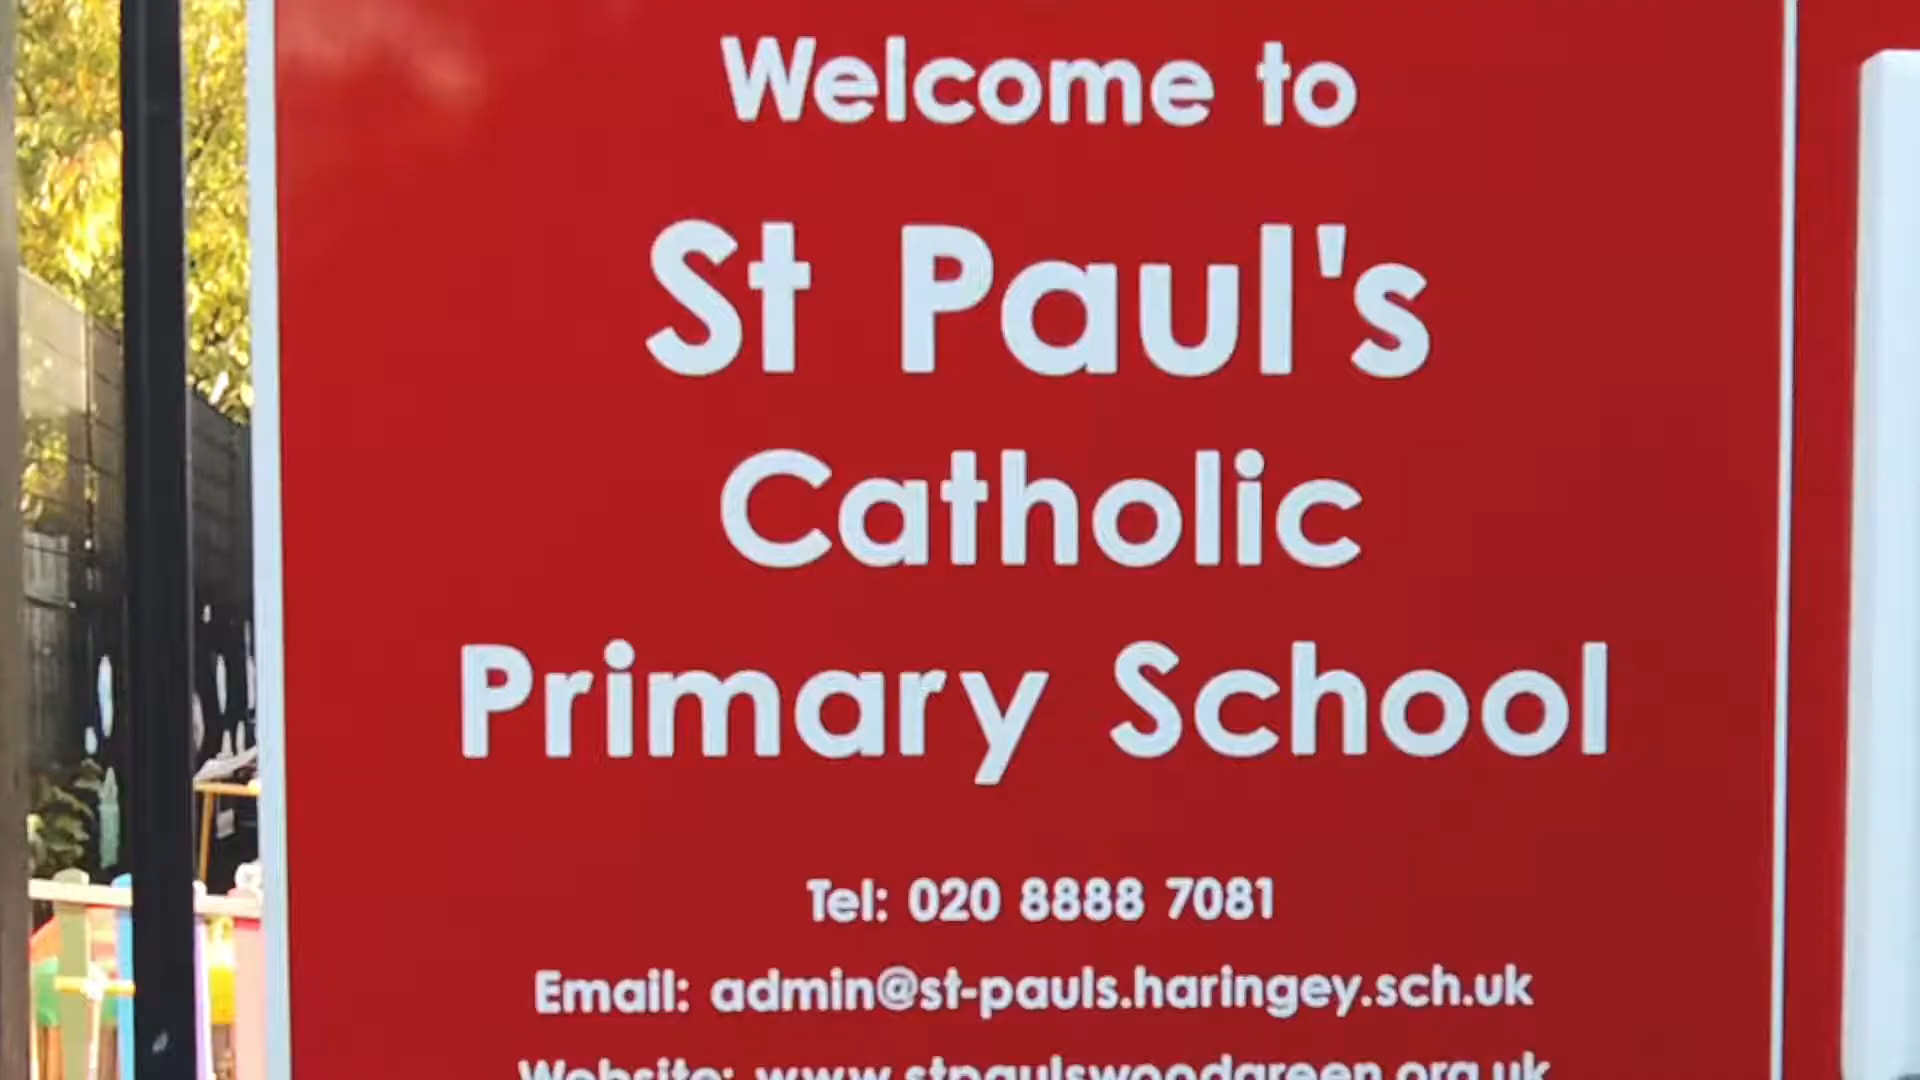 Welcome to
St Paul's
Catholic
Primary School
Tel: 020 8888 7081
Email: admin@st-pauls.haringey.sch.uk
Website: www.stpaulswoodgreen.org.uk